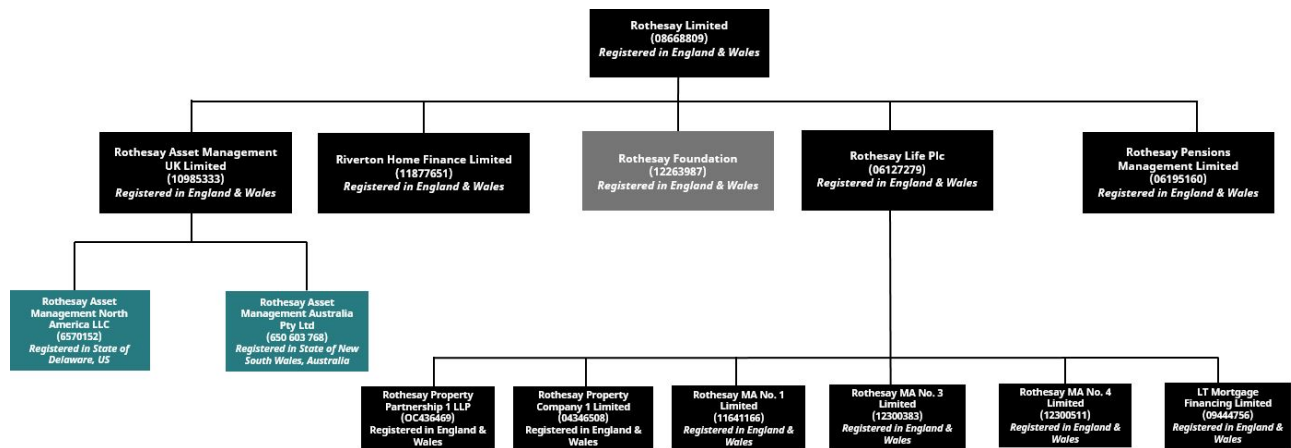 Rothesay Limited
(08668809)
Registered in England & Wales
Rothesay Asset Management
UK Limited
(10985333)
Registered in England & Wales
Riverton Home Finance Limited
(11877651)
Registered in England & Wales
Rothesay Foundation
(12263987)
Registered in England & Wales
Rothesay Life Plc
(06127279)
Registered in England & Wales
Rothesay Pensions
Management Limited
(06195160)
Registered in England & Wales
Rothesay Asset
Management North
America LLC
(6570152)
Registered in State of
Delaware, US
Rothesay Asset
Management Australia
Pty Ltd
(650 603 768)
Registered in State of New
South Wales, Australia
Rothesay Property
Partnership 1 LLP
(OC436469)
Registered in England &
Wales
Rothesay Property
Company 1 Limited
(04346508)
Registered in England &
Wales
Rothesay MA No. 1
Limited
(11641166)
Registered in England &
Wales
Rothesay MA No. 3
Limited
(12300383)
Registered in England &
Wales
Rothesay MA No. 4
Limited
(12300511)
Registered in England &
Wales
LT Mortgage
Financing Limited
(09444756)
Registered in England &
Wales